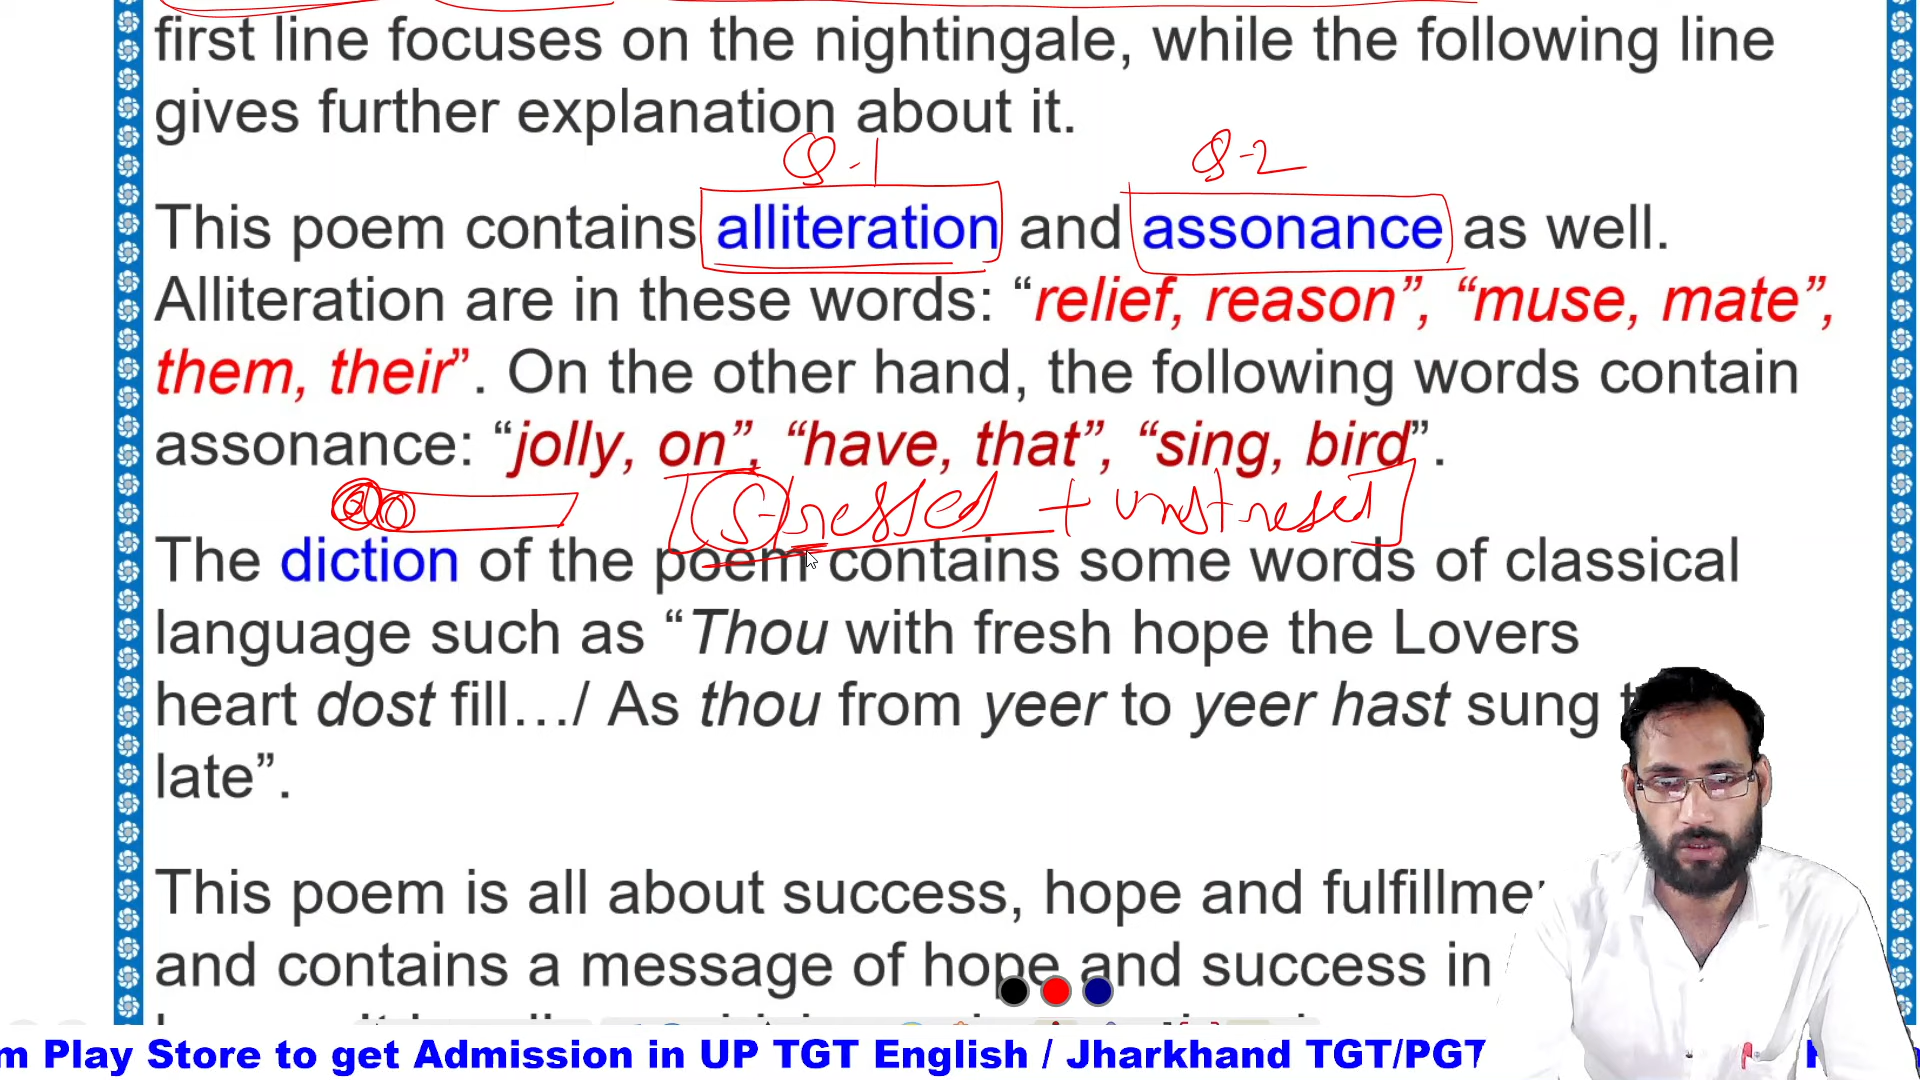 first line focuses on the nightingale, while the following line
gives further explanation about it.
Q-1 Q-2
This poem contains alliteration and assonance as well.
Alliteration are in these words: “relief, reason”, “muse, mate”,
them, their”. On the other hand, the following words contain
assonance: “jolly, on”, “have, that”, “sing, bird”.
stressed + unstressed
The diction of the poem contains some words of classical
language such as “Thou with fresh hope the Lovers
heart dost fill…/ As thou from yeer to yeer hast sung
late”.
This poem is all about success, hope and
and contains a message of hope and success in
m Play Store to get Admission in UP TGT English / Jharkhand TGT/PGT